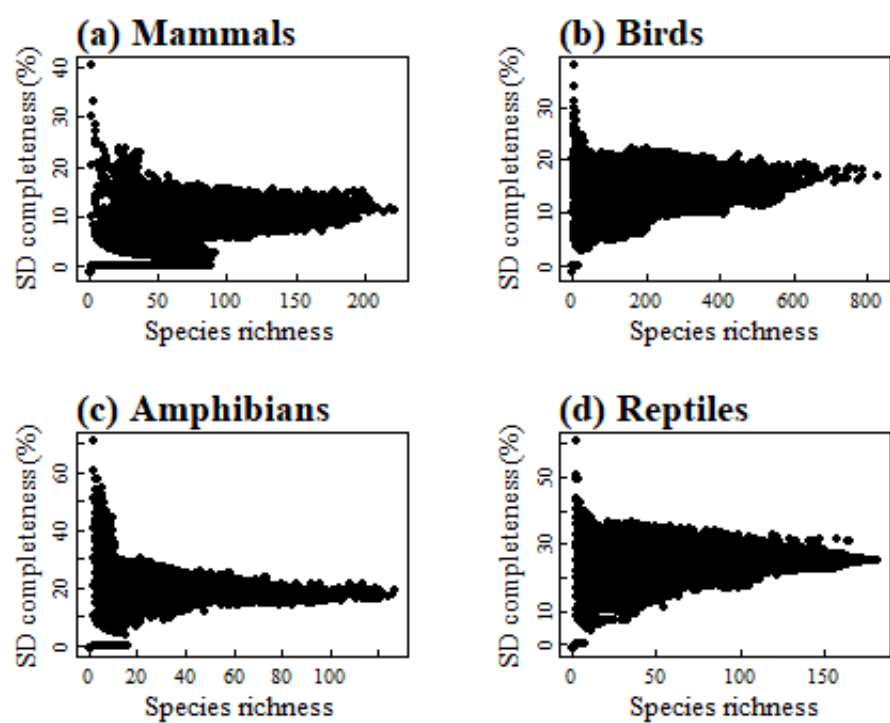 (a) Mammals
SD completeness (%)
40
30
20
10
0
0 50 100 150 200
Species richness
(b) Birds
SD completeness (%)
30
20
10
0
0 200 400 600 800
Species richness
(c) Amphibians
SD completeness (%)
60
40
20
0
0 20 40 60 80 100
Species richness
(d) Reptiles
SD completeness (%)
50
30
10
0
0 50 100 150
Species richness